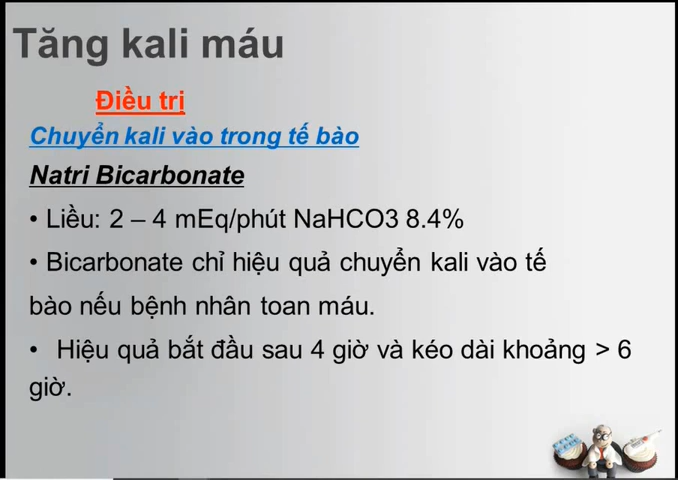 Tăng kali máu
Điều trị
Chuyển kali vào trong tế bào
Natri Bicarbonate
• Liều: 2 – 4 mEq/phút NaHCO3 8.4%
• Bicarbonate chỉ hiệu quả chuyển kali vào tế
bào nếu bệnh nhân toan máu.
• Hiệu quả bắt đầu sau 4 giờ và kéo dài khoảng > 6
giờ.